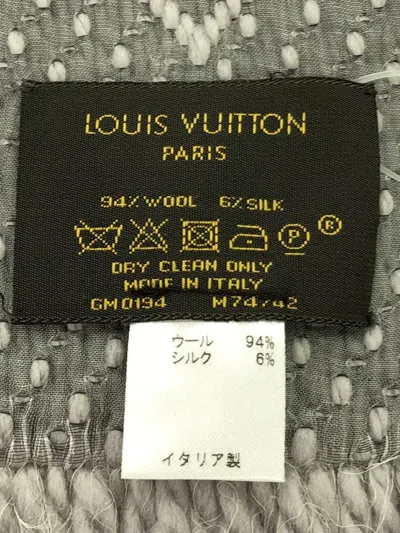 LOUIS VUITTON
PARIS
94% WOOL 6% SILK
P ®
DRY CLEAN ONLY
MADE IN ITALY
GM0194 M74742
ウール 94%
シルク 6%
イタリア製